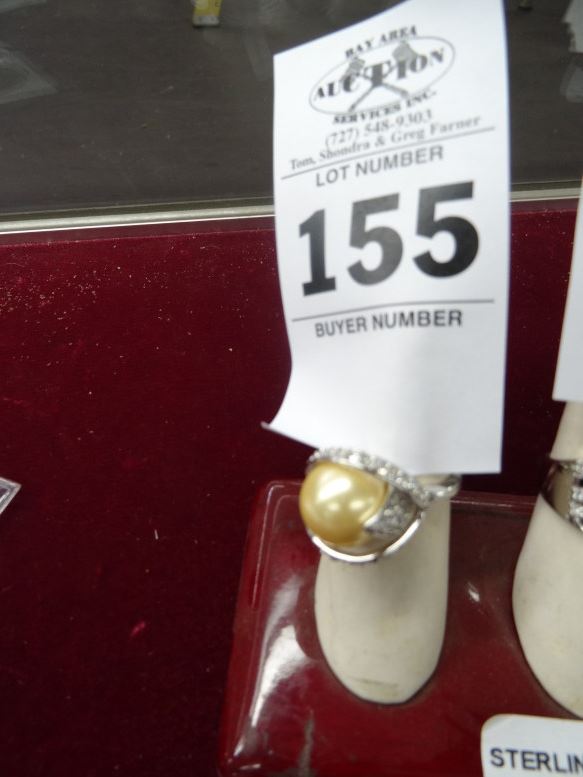 BAY AREA
AUCTION
SERVICES INC.
(727) 548-9303
Tom, Shondra & Greg Farner
LOT NUMBER
155
BUYER NUMBER
STERLIN